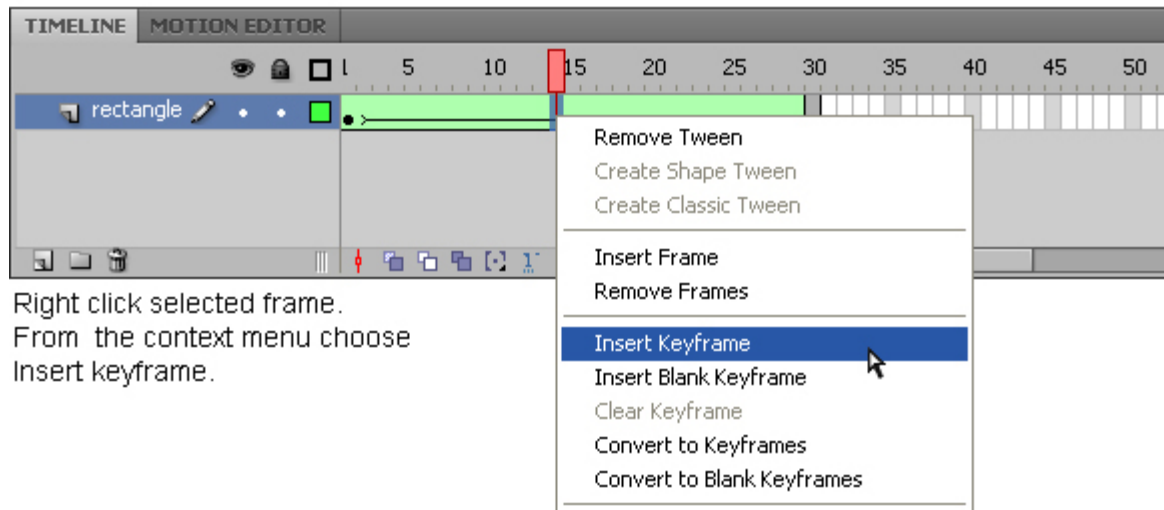 TIMELINE MOTION EDITOR
1 5 10 15 20 25 30 35 40 45 50
rectangle
Remove Tween
Create Shape Tween
Create Classic Tween
Insert Frame
Remove Frames
Insert Keyframe
Insert Blank Keyframe
Clear Keyframe
Convert to Keyframes
Convert to Blank Keyframes
Right click selected frame.
From the context menu choose
Insert keyframe.